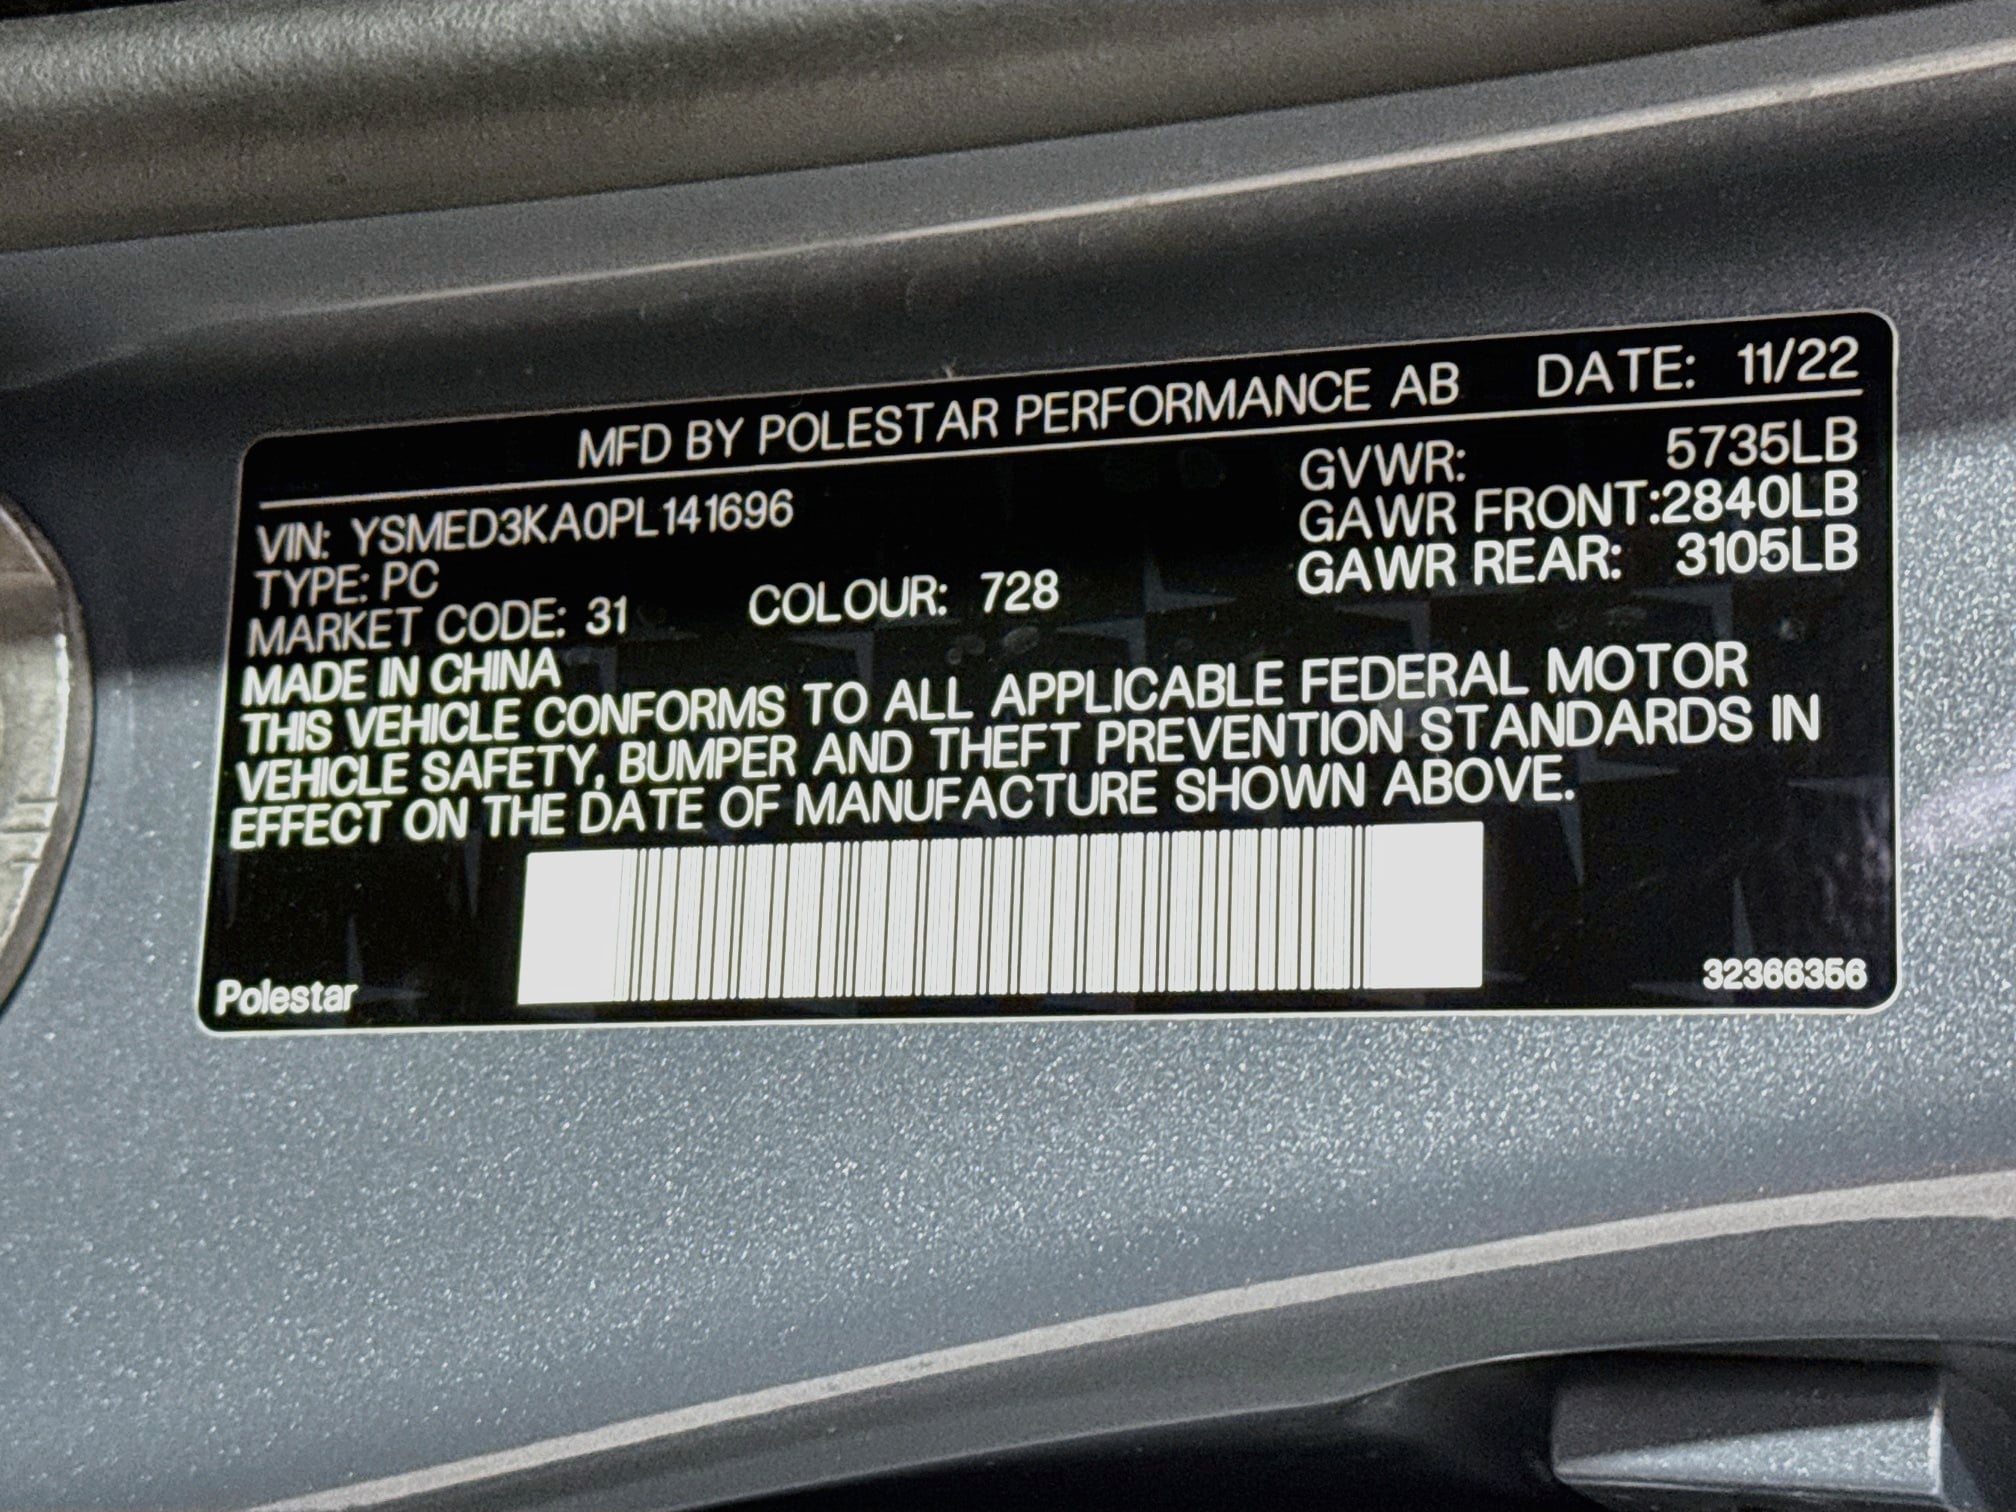 MFD BY POLESTAR PERFORMANCE AB DATE: 11/22
VIN: YSMED3KA0PL141696 GVWR: 5735LB
TYPE: PC GAWR FRONT:2840LB
MARKET CODE: 31 COLOUR: 728 GAWR REAR: 3105LB
MADE IN CHINA
THIS VEHICLE CONFORMS TO ALL APPLICABLE FEDERAL MOTOR
VEHICLE SAFETY, BUMPER AND THEFT PREVENTION STANDARDS IN
EFFECT ON THE DATE OF MANUFACTURE SHOWN ABOVE.
Polestar 32366356